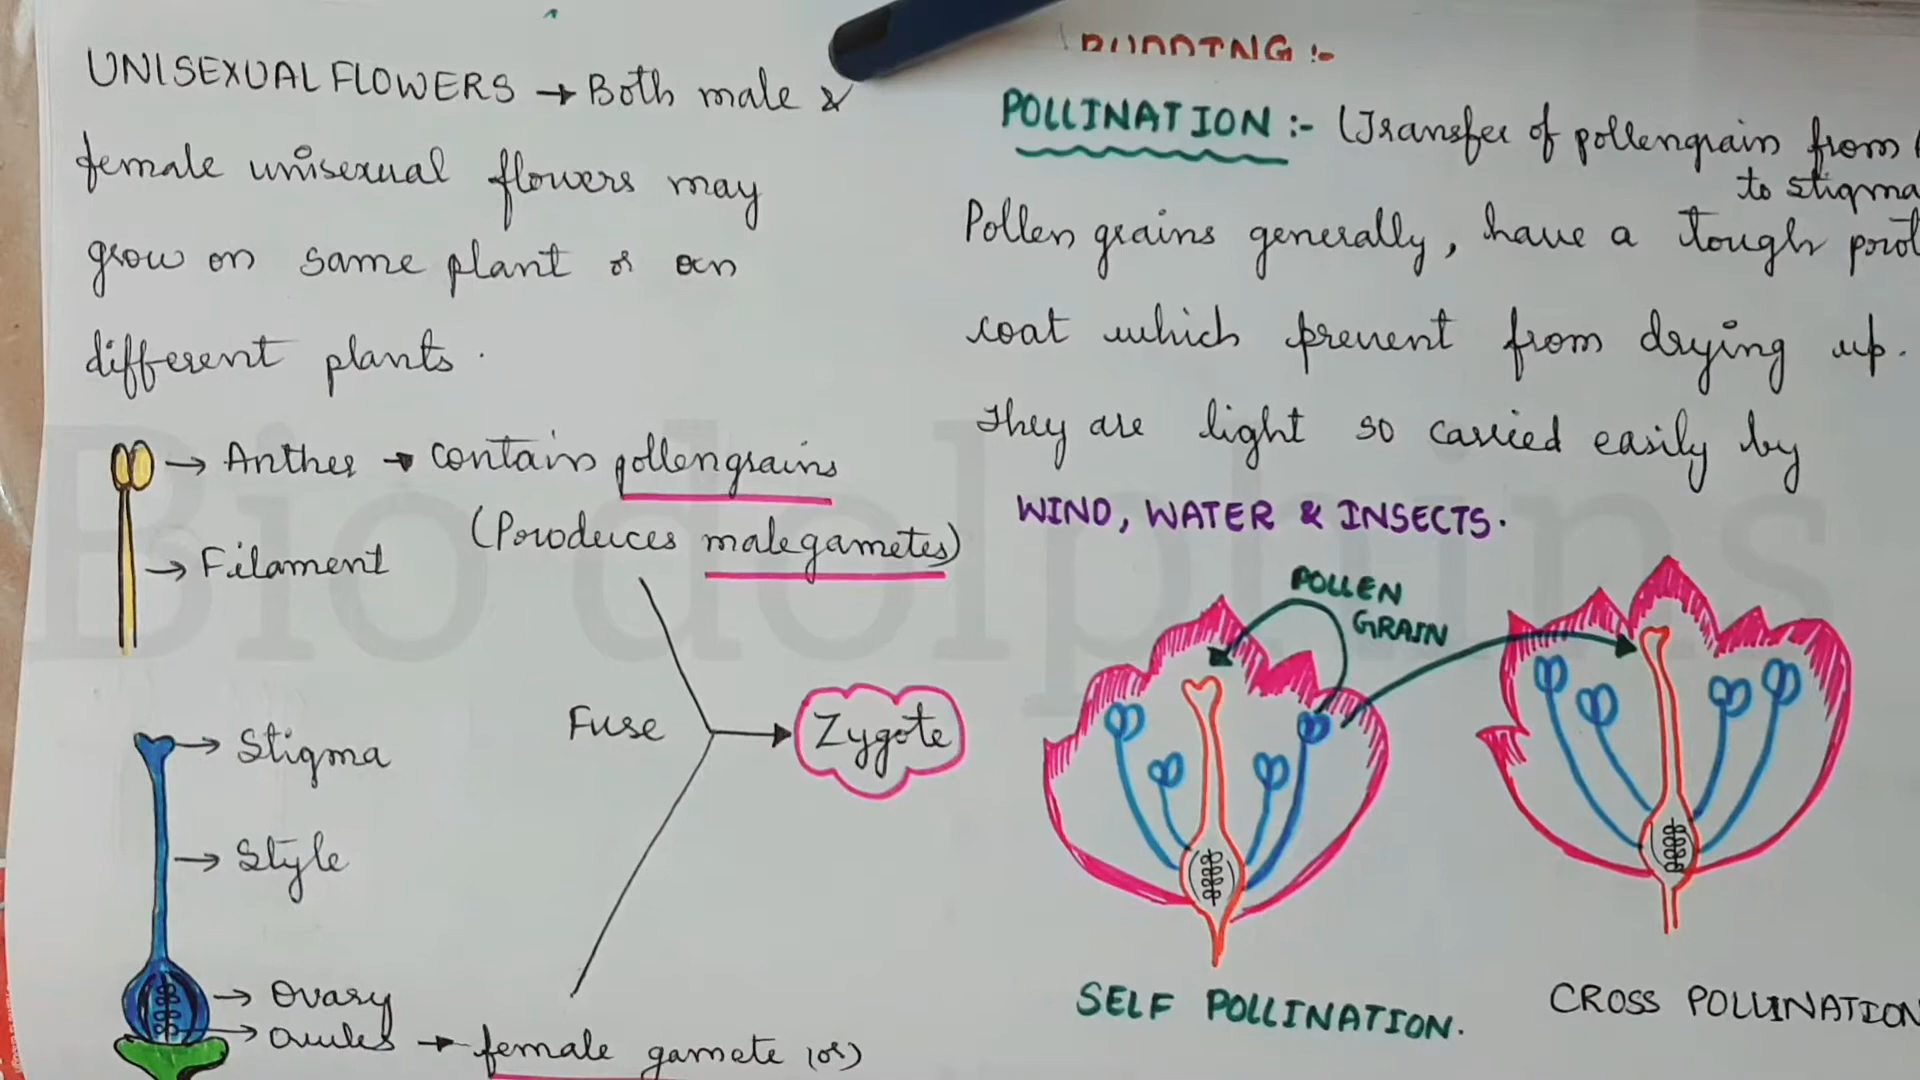 UNISEXUAL FLOWERS → Both male &
female unisexual flowers may
grow on same plant or on
different plants.
→ Anther → contain pollengrains
(Produces malegametes)
→ Filament
Fuse
Zygote
→ Stigma
→ Style
→ Ovary
→ Ovules → female gamete (or)
POLLINATION :- (Transfer of pollengrain from
to stigma
Pollen grains generally, have a tough
coat which prevent from drying up.
They are light so carried easily by
WIND, WATER & INSECTS.
POLLEN
GRAIN
SELF POLLINATION.
CROSS POLLINATION
Bio dolphins